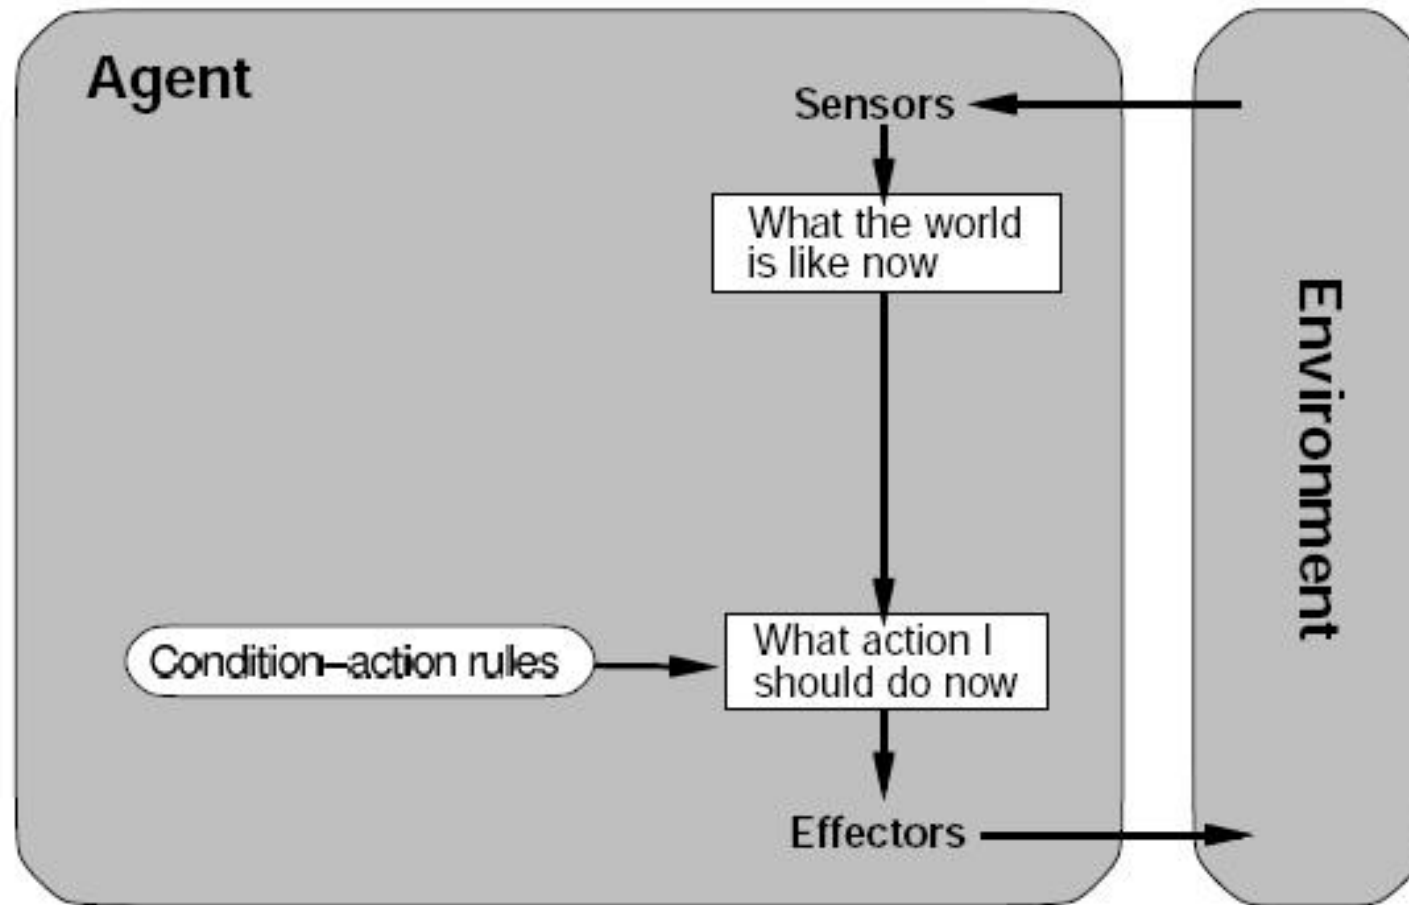 Agent
Sensors
What the world
is like now
Environment
Condition–action rules
What action I
should do now
Effectors